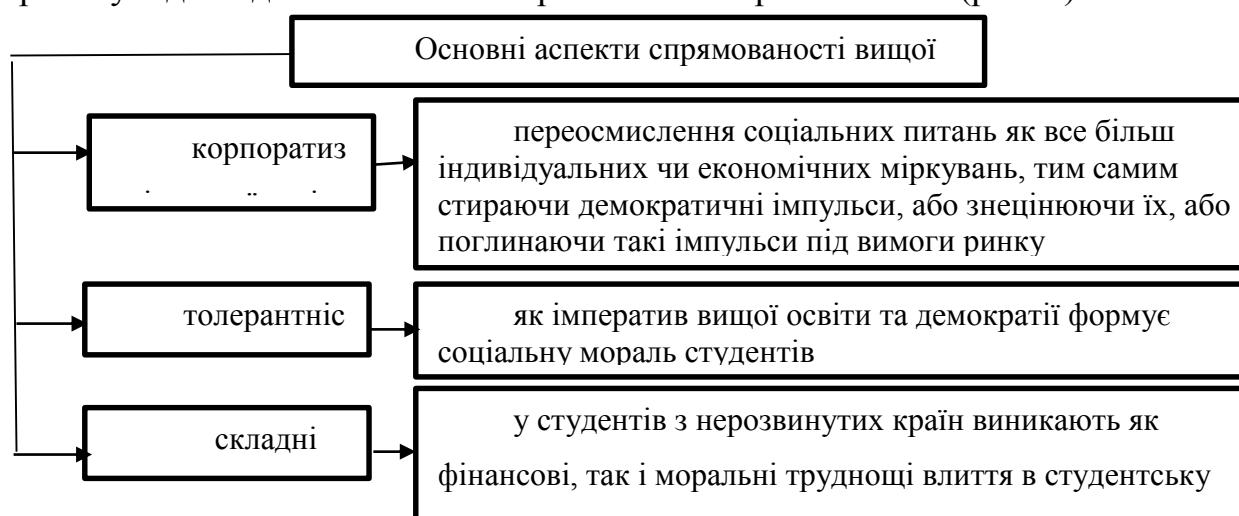 Основні аспекти спрямованості вищої
корпоратиз
переосмислення соціальних питань як все більш
індивідуальних чи економічних міркувань, тим самим
стираючи демократичні імпульси, або знецінюючи їх, або
поглинаючи такі імпульси під вимоги ринку
толерантніс
як імператив вищої освіти та демократії формує
соціальну мораль студентів
складні
у студентів з нерозвинутих країн виникають як
фінансові, так і моральні труднощі влиття в студентську